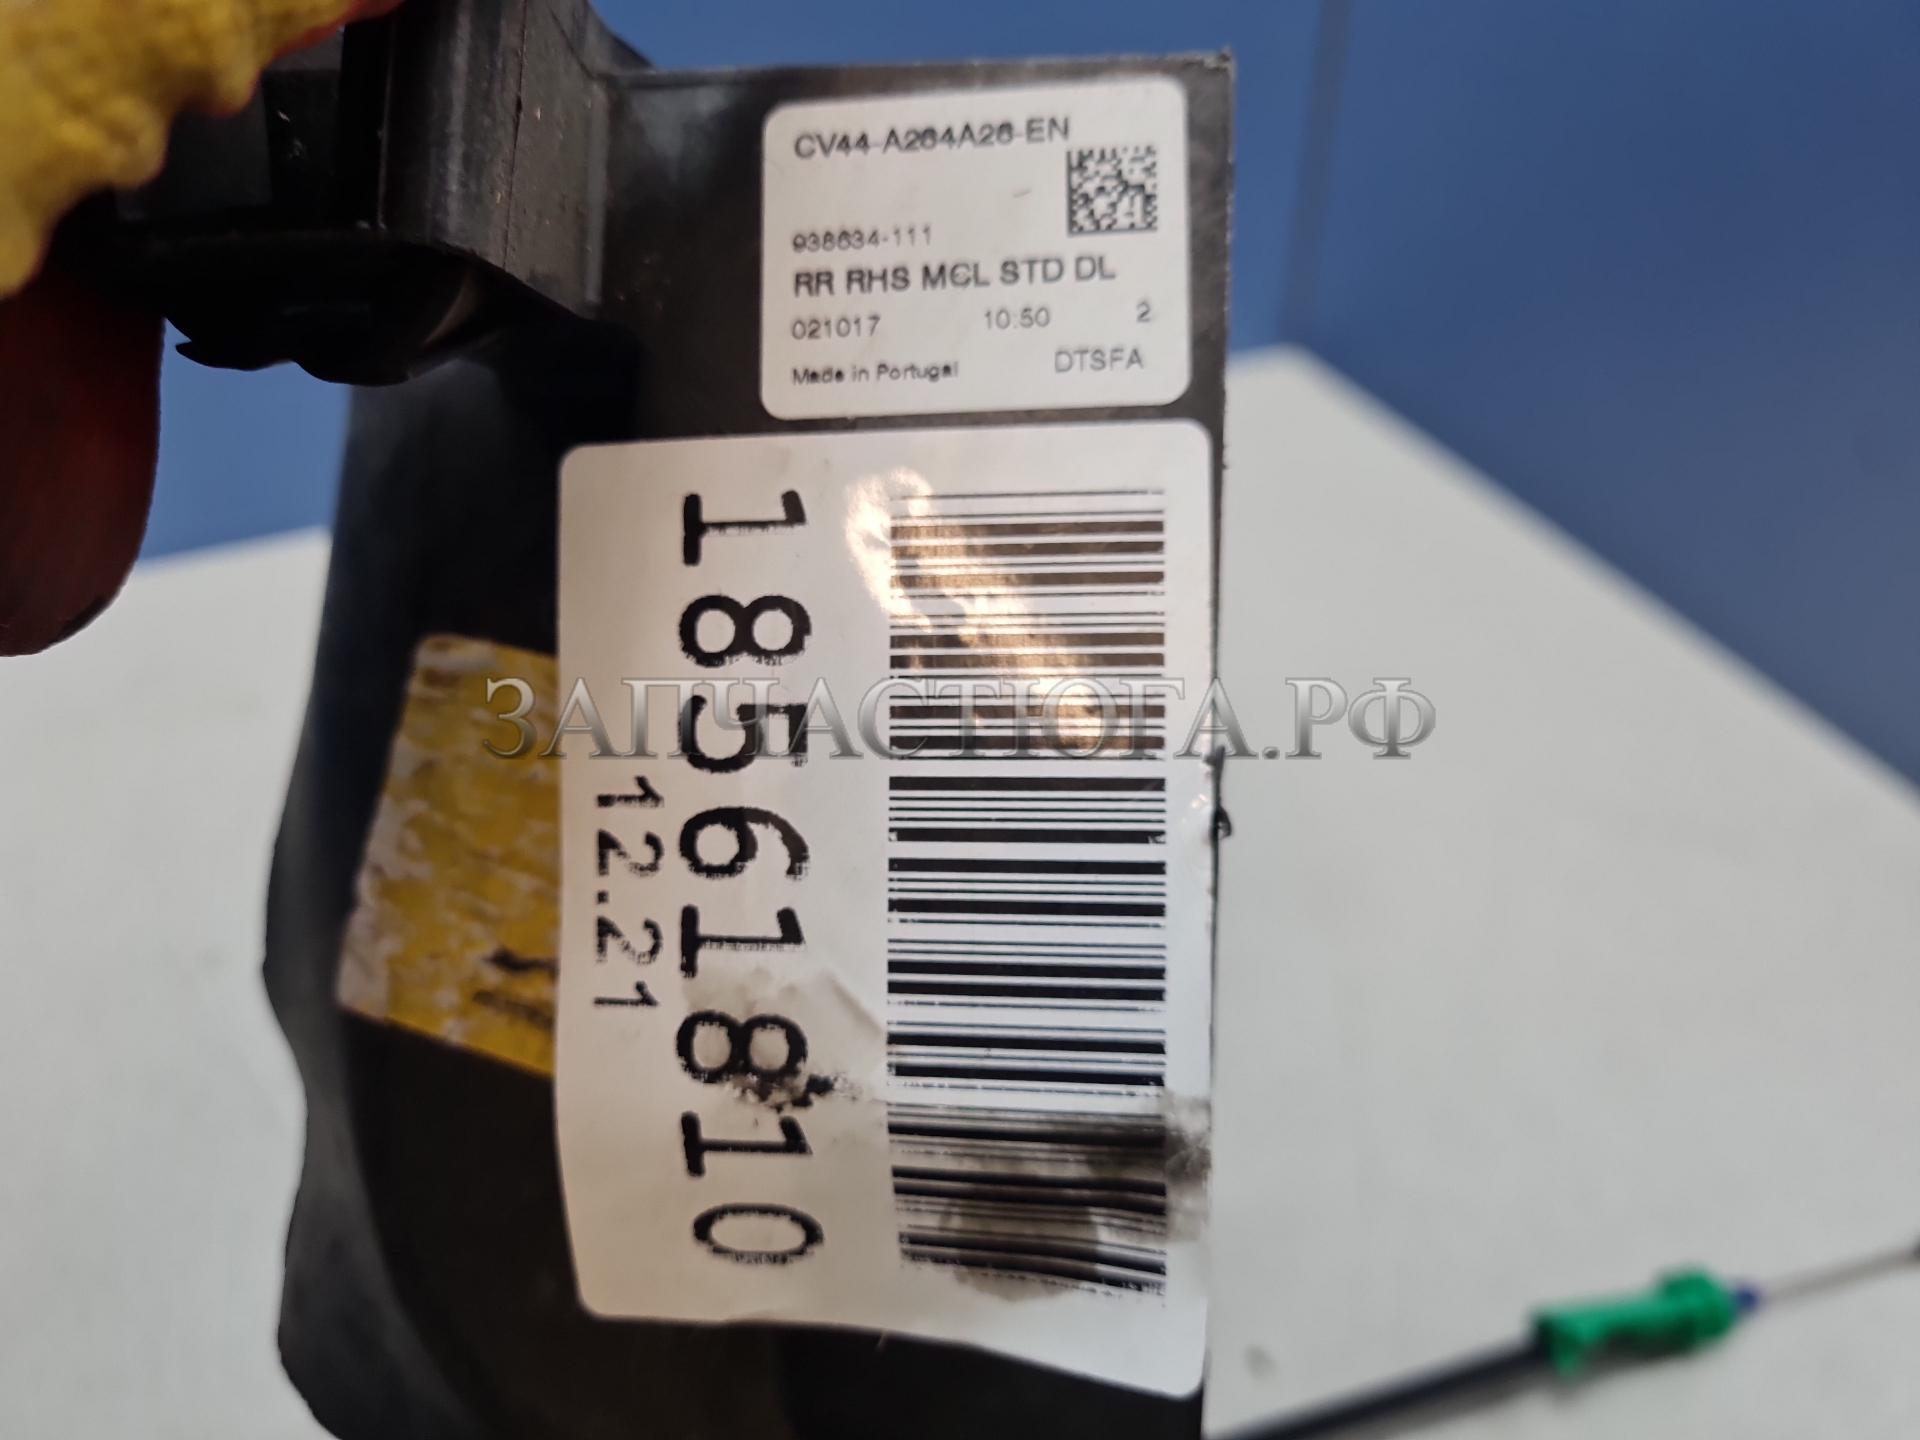 CV44-A264A26-EN
938634-111
RR RHS MCL STD DL
021017 10:50 2
Made in Portugal DTSFA
18561810
12.21
ЗАПЧАСТЮГА.РФ